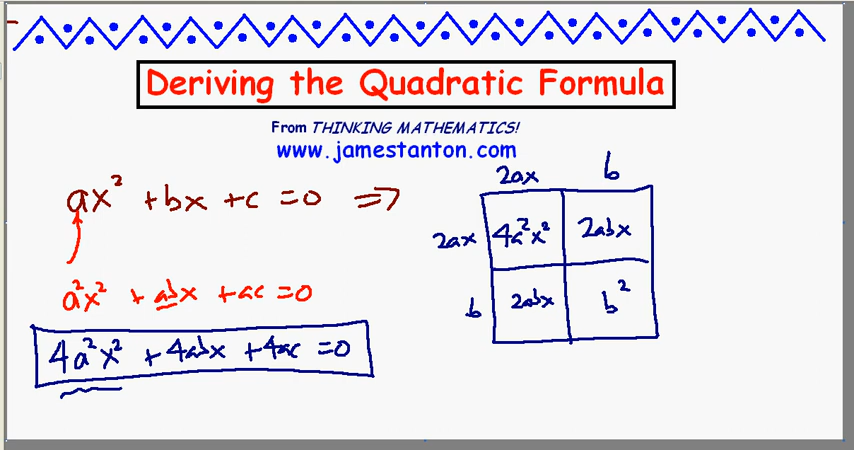 Deriving the Quadratic Formula
From THINKING MATHEMATICS!
www.jamestanton.com
ax² + bx + c = 0 ⇒
a²x² + abx + ac = 0
4a²x² + 4abx + 4ac = 0
2ax b
2ax 4a²x² 2abx
b 2abx b²